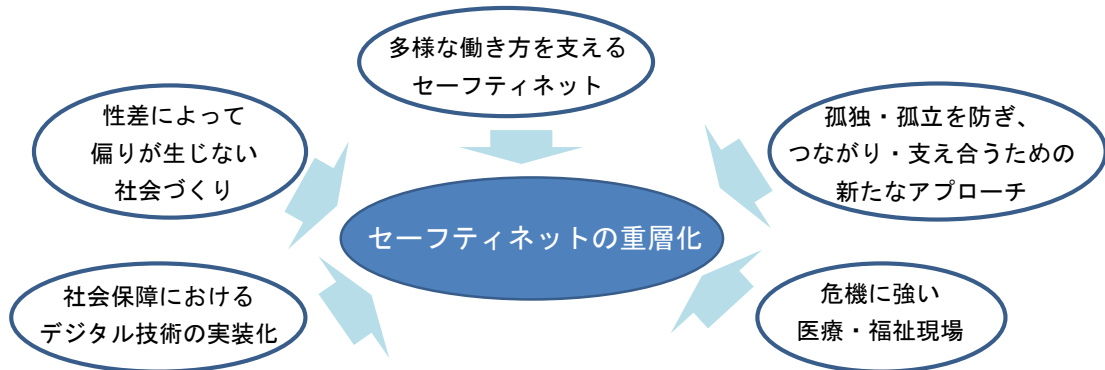 多様な働き方を支える
セーフティネット
性差によって
偏りが生じない
社会づくり
孤独・孤立を防ぎ、
つながり・支え合うための
新たなアプローチ
セーフティネットの重層化
社会保障における
デジタル技術の実装化
危機に強い
医療・福祉現場